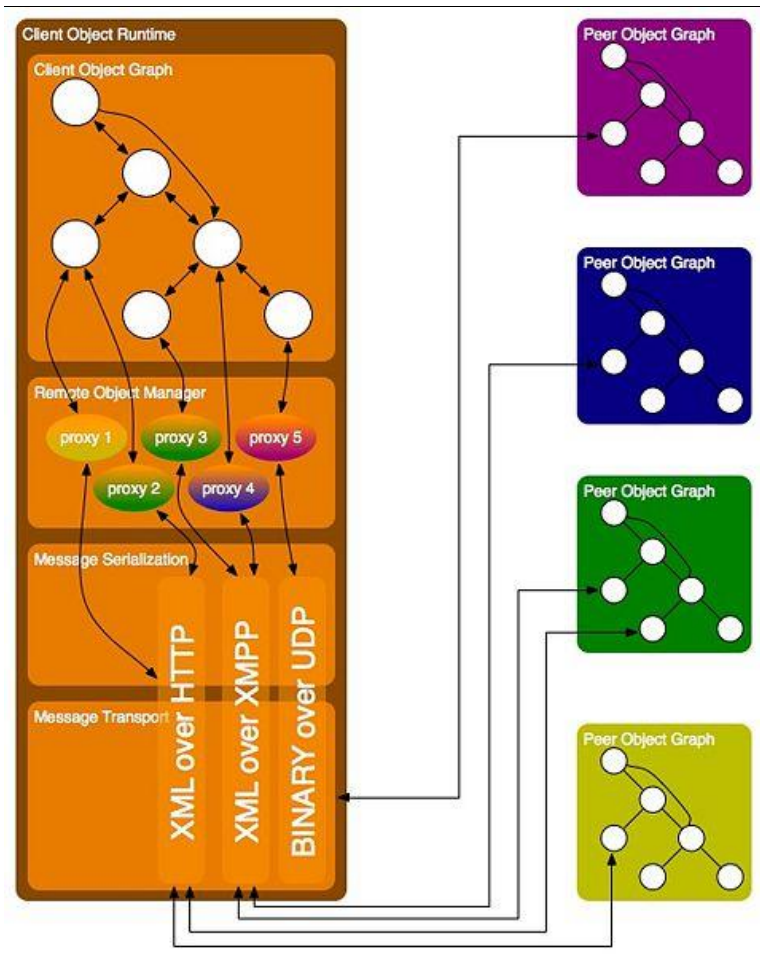 Client Object Runtime
Client Object Graph
Remote Object Manager
proxy 1
proxy 3
proxy 5
proxy 2
proxy 4
Message Serialization
Message Transport
XML over HTTP
XML over XMPP
BINARY over UDP
Peer Object Graph
Peer Object Graph
Peer Object Graph
Peer Object Graph